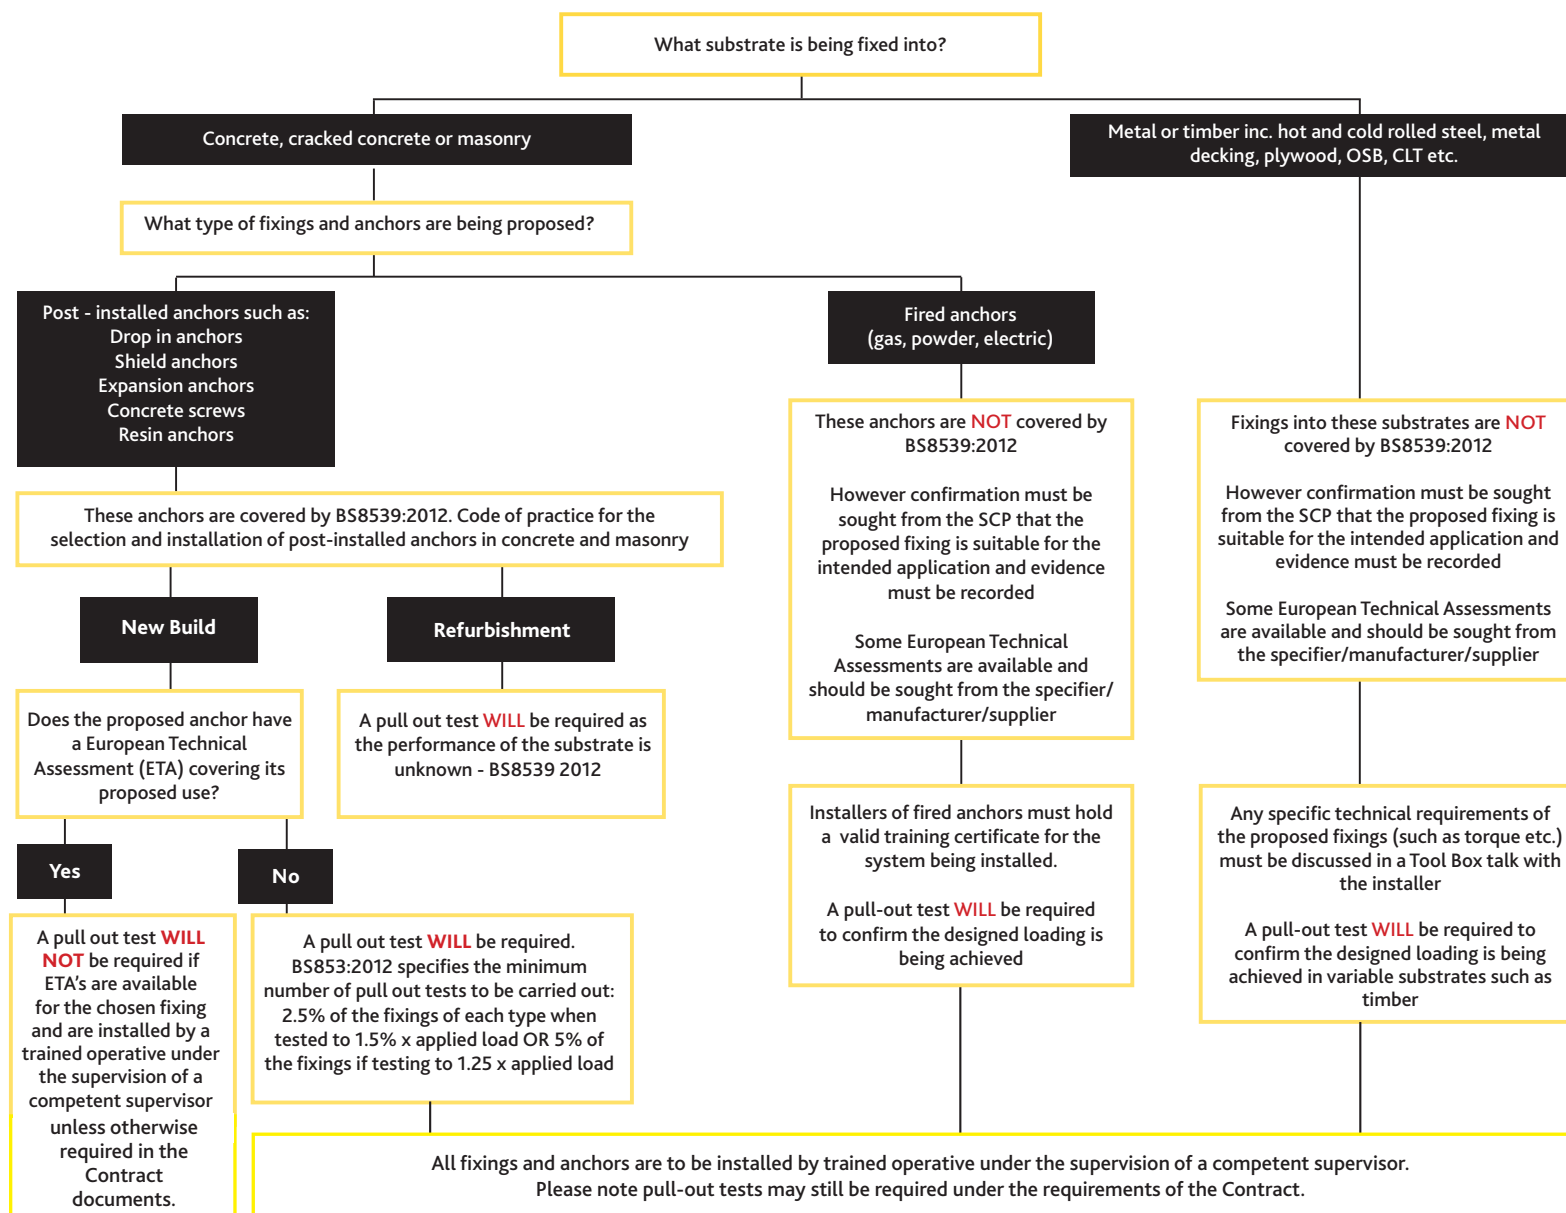 What substrate is being fixed into?
Concrete, cracked concrete or masonry
Metal or timber inc. hot and cold rolled steel, metal
decking, plywood, OSB, CLT etc.
What type of fixings and anchors are being proposed?
Post - installed anchors such as:
Drop in anchors
Shield anchors
Expansion anchors
Concrete screws
Resin anchors
Fired anchors
(gas, powder, electric)
These anchors are covered by BS8539:2012. Code of practice for the
selection and installation of post-installed anchors in concrete and masonry
These anchors are NOT covered by
BS8539:2012
However confirmation must be
sought from the SCP that the
proposed fixing is suitable for the
intended application and evidence
must be recorded
Some European Technical
Assessments are available and
should be sought from the specifier/
manufacturer/supplier
Fixings into these substrates are NOT
covered by BS8539:2012
However confirmation must be sought
from the SCP that the proposed fixing is
suitable for the intended application and
evidence must be recorded
Some European Technical Assessments
are available and should be sought from
the specifier/manufacturer/supplier
New Build
Refurbishment
Does the proposed anchor have
a European Technical
Assessment (ETA) covering its
proposed use?
A pull out test WILL be required as
the performance of the substrate is
unknown - BS8539 2012
Installers of fired anchors must hold
a valid training certificate for the
system being installed.
A pull-out test WILL be required
to confirm the designed loading is
being achieved
Any specific technical requirements of
the proposed fixings (such as torque etc.)
must be discussed in a Tool Box talk with
the installer
A pull-out test WILL be required to
confirm the designed loading is being
achieved in variable substrates such as
timber
Yes
No
A pull out test WILL
NOT be required if
ETA's are available
for the chosen fixing
and are installed by a
trained operative under
the supervision of a
competent supervisor
unless otherwise
required in the
Contract
documents.
A pull out test WILL be required.
BS853:2012 specifies the minimum
number of pull out tests to be carried out:
2.5% of the fixings of each type when
tested to 1.5% x applied load OR 5% of
the fixings if testing to 1.25 x applied load
All fixings and anchors are to be installed by trained operative under the supervision of a competent supervisor.
Please note pull-out tests may still be required under the requirements of the Contract.